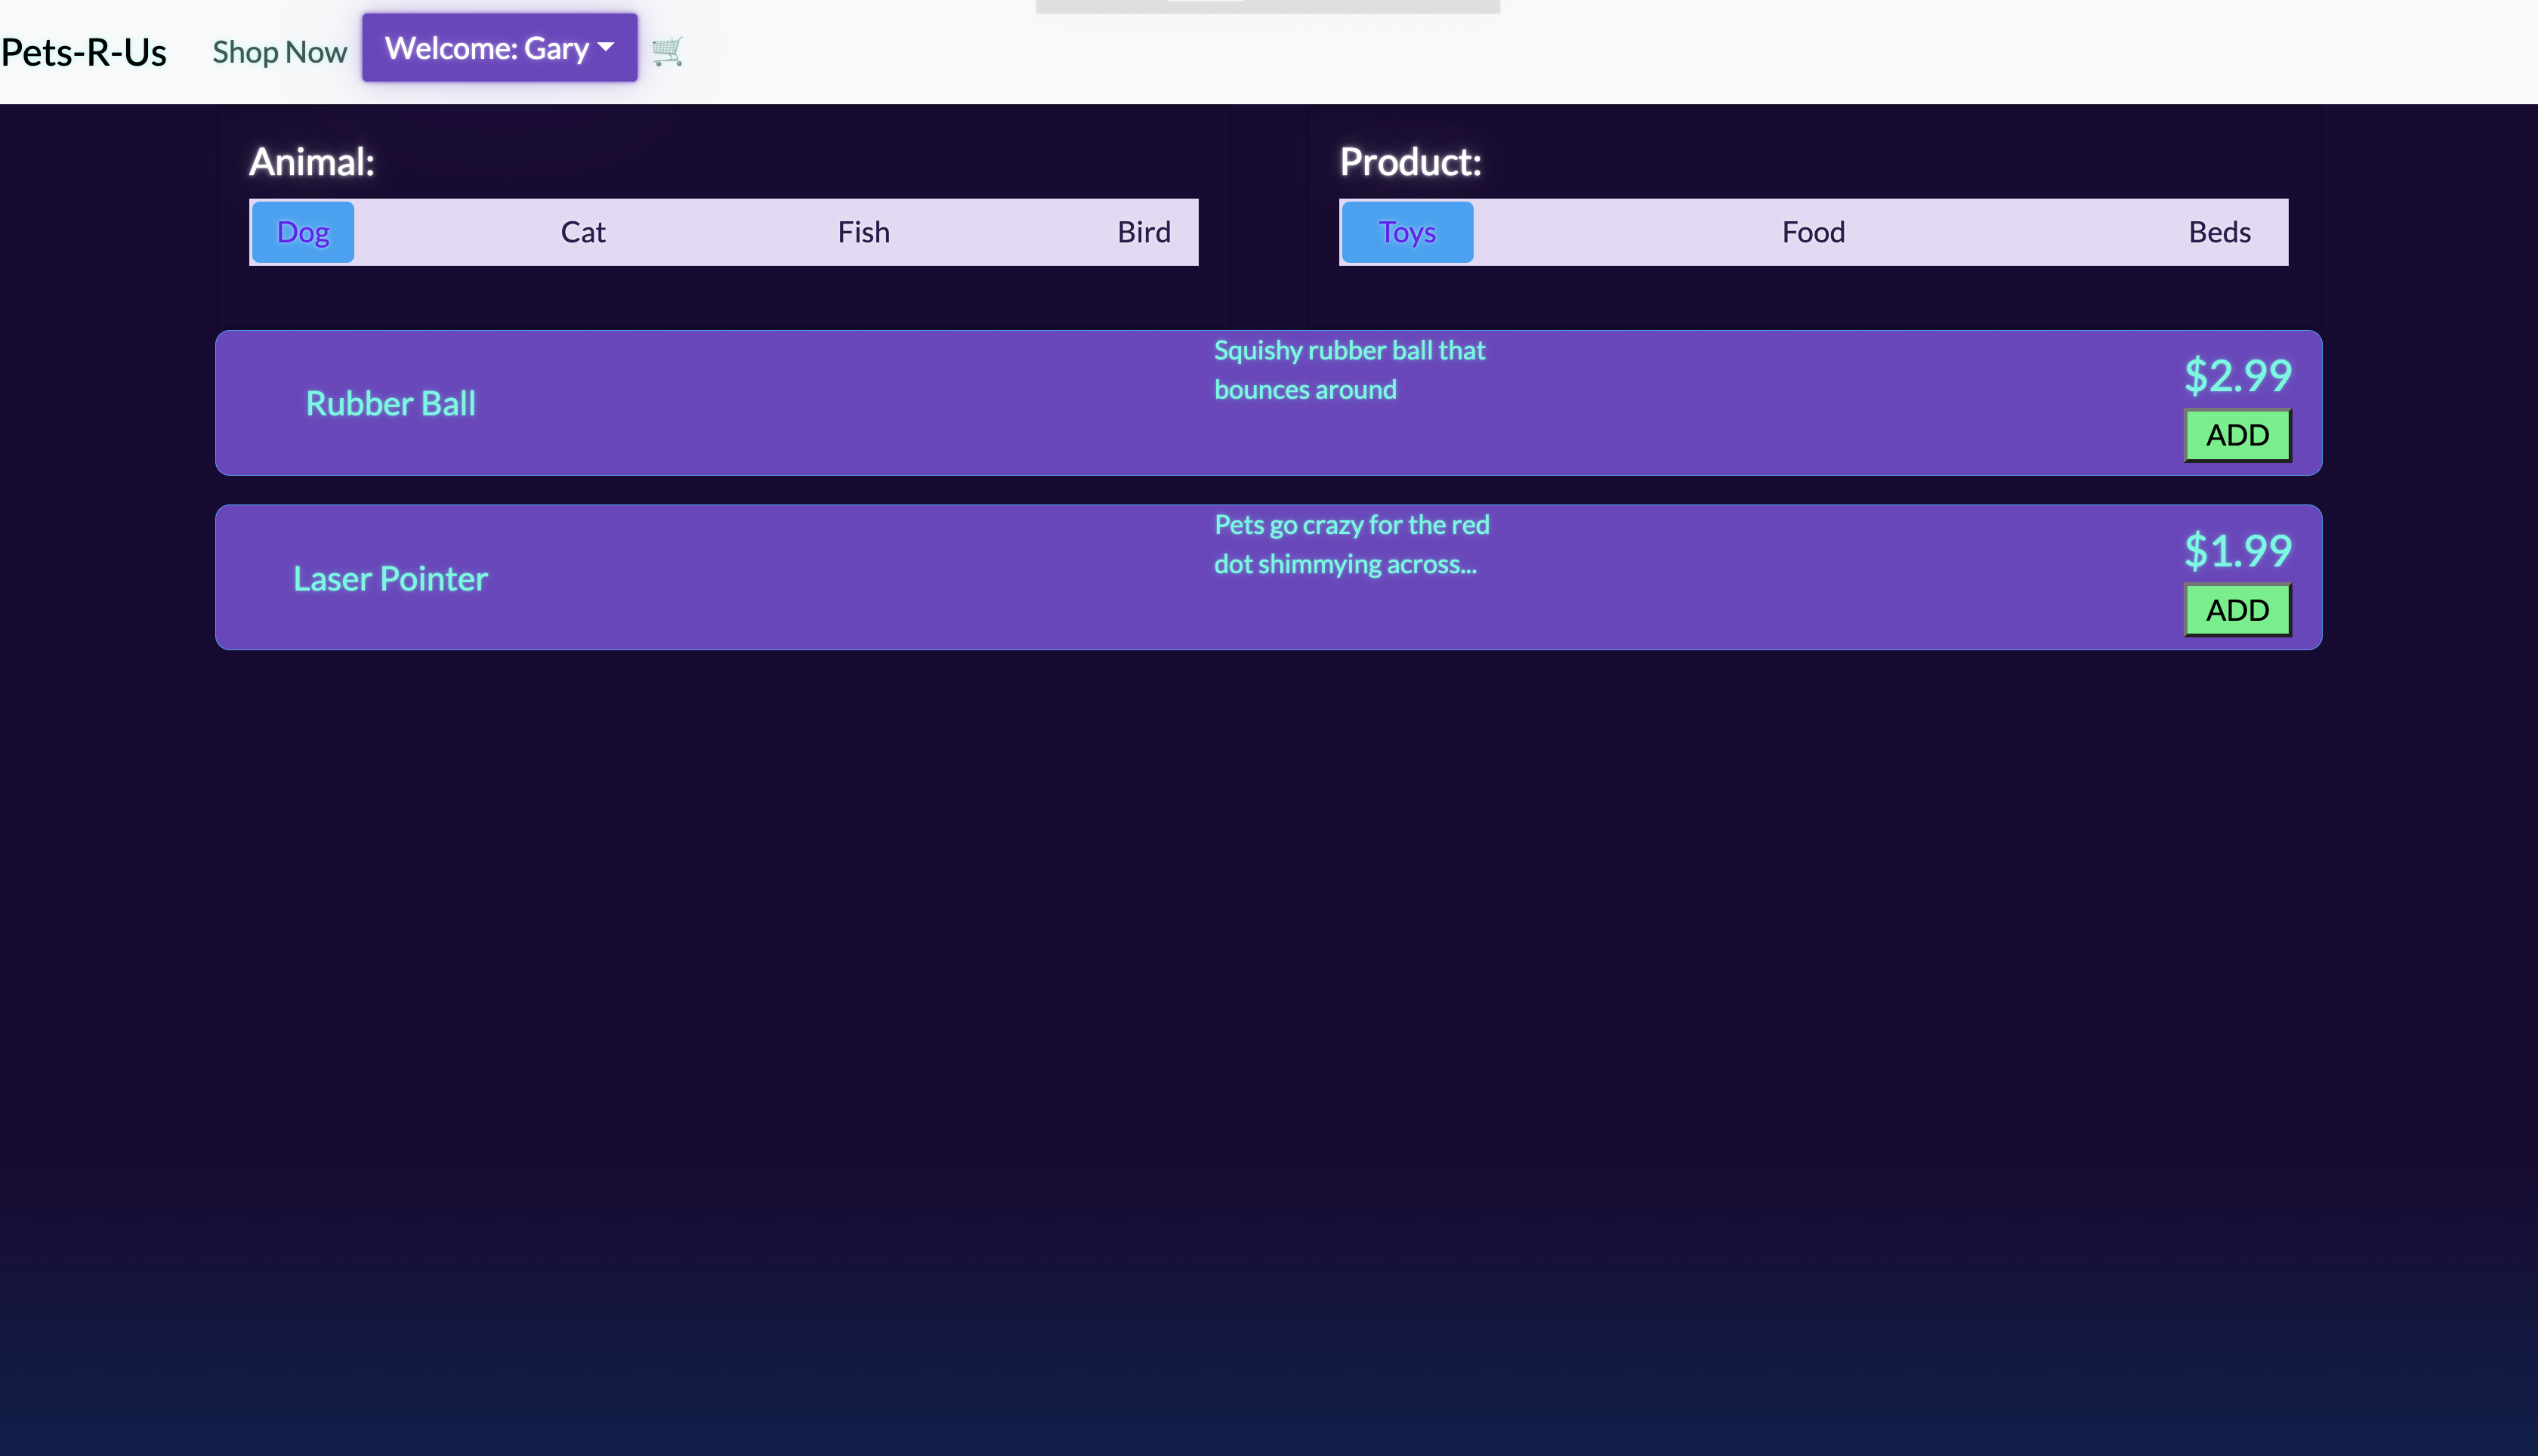 Pets-R-Us Shop Now Welcome: Gary
Animal: Product:
Dog Cat Fish Bird Toys Food Beds
Squishy rubber ball that
bounces around
Rubber Ball
$2.99
ADD
Pets go crazy for the red
dot shimmying across...
Laser Pointer
$1.99
ADD